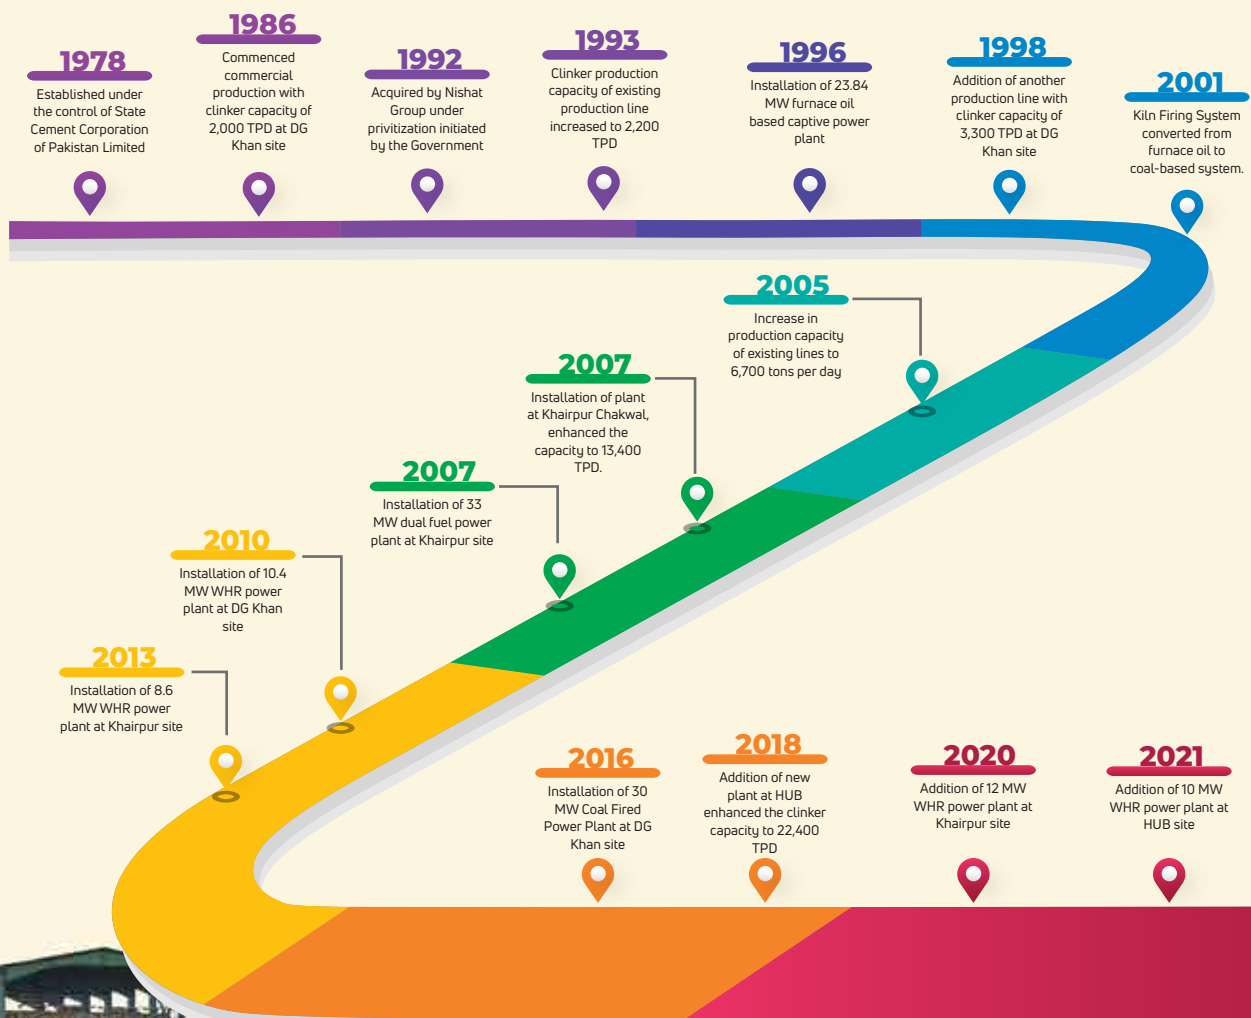 1978
Established under
the control of State
Cement Corporation
of Pakistan Limited
1986
Commenced
commercial
production with
clinker capacity of
2,000 TPD at DG
Khan site
1992
Acquired by Nishat
Group under
privitization initiated
by the Government
1993
Clinker production
capacity of existing
production line
increased to 2,200
TPD
1996
Installation of 23.84
MW furnace oil
based captive power
plant
1998
Addition of another
production line with
clinker capacity of
3,300 TPD at DG
Khan site
2001
Kiln Firing System
converted from
furnace oil to
coal-based system.
2005
Increase in
production capacity
of existing lines to
6,700 tons per day
2007
Installation of plant
at Khairpur Chakwal,
enhanced the
capacity to 13,400
TPD.
2007
Installation of 33
MW dual fuel power
plant at Khairpur site
2010
Installation of 10.4
MW WHR power
plant at DG Khan
site
2013
Installation of 8.6
MW WHR power
plant at Khairpur site
2016
Installation of 30
MW Coal Fired
Power Plant at DG
Khan site
2018
Addition of new
plant at HUB
enhanced the clinker
capacity to 22,400
TPD
2020
Addition of 12 MW
WHR power plant at
Khairpur site
2021
Addition of 10 MW
WHR power plant at
HUB site